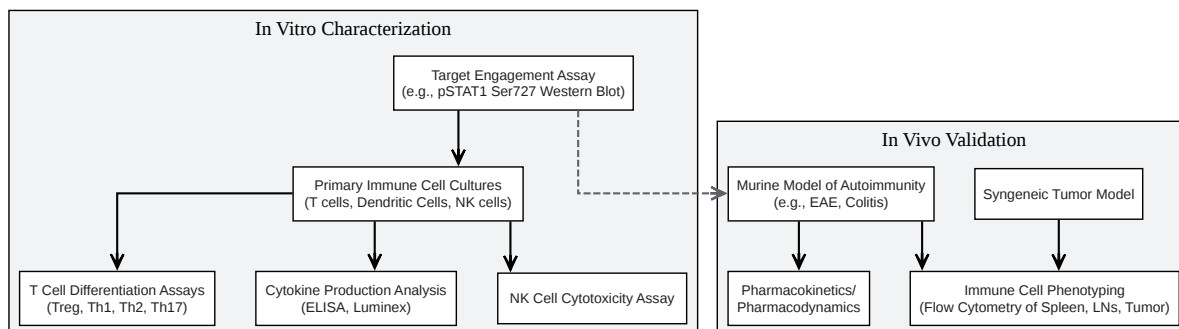 In Vitro Characterization
Target Engagement Assay
(e.g., pSTAT1 Ser727 Western Blot)
Primary Immune Cell Cultures
(T cells, Dendritic Cells, NK cells)
T Cell Differentiation Assays
(Treg, Th1, Th2, Th17)
Cytokine Production Analysis
(ELISA, Luminex)
NK Cell Cytotoxicity Assay
In Vivo Validation
Murine Model of Autoimmunity
(e.g., EAE, Colitis)
Syngeneic Tumor Model
Pharmacokinetics/
Pharmacodynamics
Immune Cell Phenotyping
(Flow Cytometry of Spleen, LNs, Tumor)